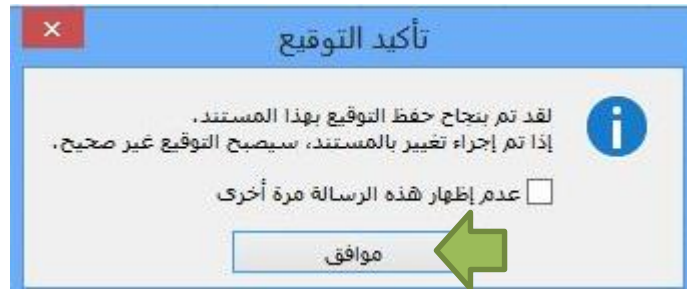 تأكيد التوقيع
لقد تم بنجاح حفظ التوقيع بهذا المستند.
إذا تم إجراء تغيير بالمستند، سيصبح التوقيع غير صحيح.
عدم إظهار هذه الرسالة مرة أخرى
موافق